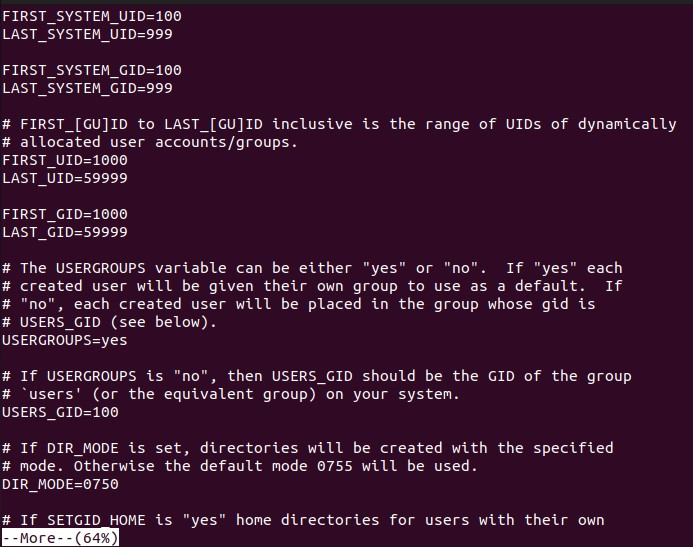 FIRST_SYSTEM_UID=100
LAST_SYSTEM_UID=999

FIRST_SYSTEM_GID=100
LAST_SYSTEM_GID=999

# FIRST_[GU]ID to LAST_[GU]ID inclusive is the range of UIDs of dynamically
# allocated user accounts/groups.
FIRST_UID=1000
LAST_UID=59999

FIRST_GID=1000
LAST_GID=59999

# The USERGROUPS variable can be either "yes" or "no".  If "yes" each
# created user will be given their own group to use as a default.  If
# "no", each created user will be placed in the group whose gid is
# USERS_GID (see below).
USERGROUPS=yes

# If USERGROUPS is "no", then USERS_GID should be the GID of the group
# `users' (or the equivalent group) on your system.
USERS_GID=100

# If DIR_MODE is set, directories will be created with the specified
# mode. Otherwise the default mode 0755 will be used.
DIR_MODE=0750

# If SETGID_HOME is "yes" home directories for users with their own
--More--(64%)